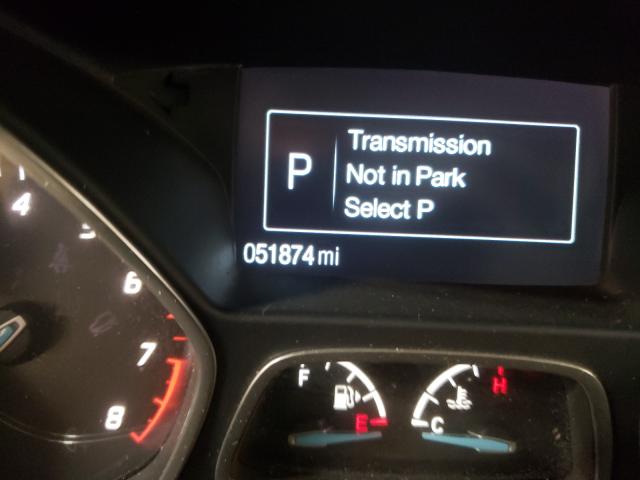 P
Transmission
Not in Park
Select P
051874 mi
4
5
6
7
8
F
E
H
C